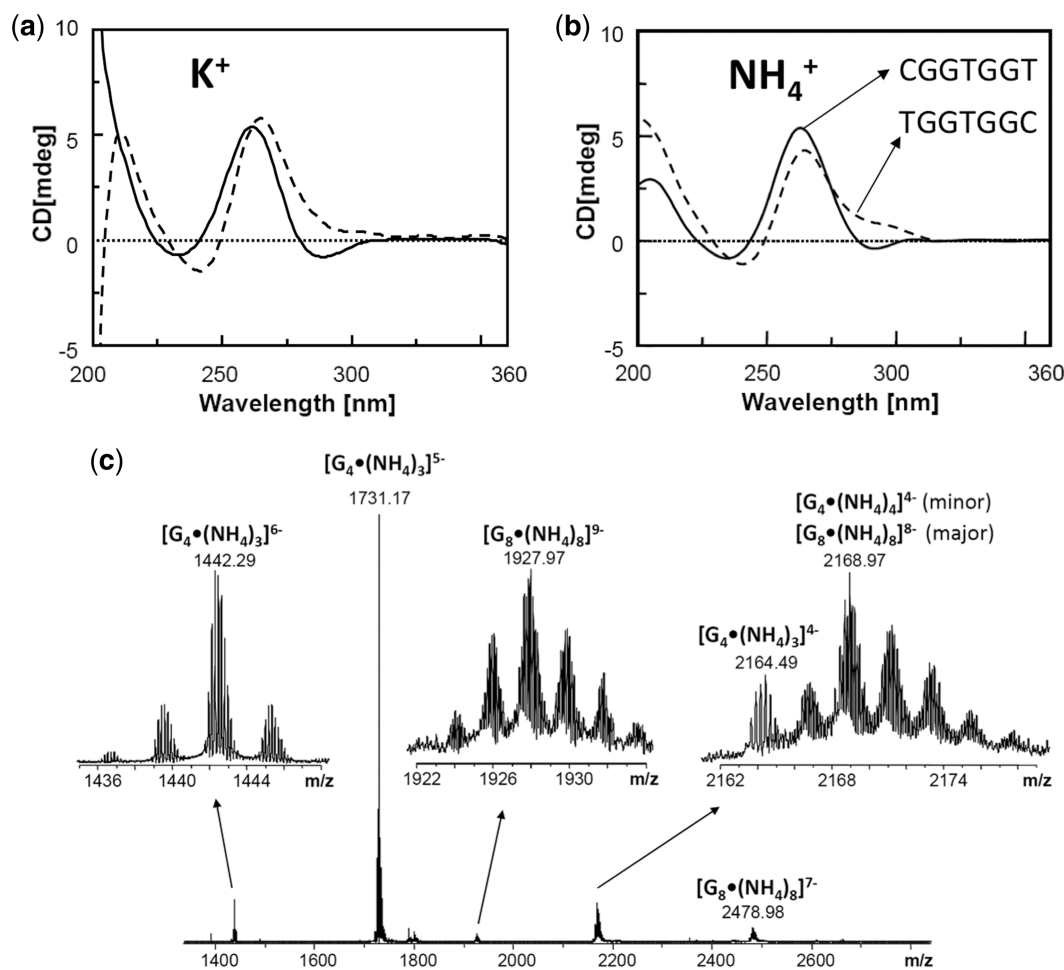 (a)
10
5
0
-5
CD[mdeg]
K⁺
200
250
300
360
Wavelength [nm]
(b)
10
5
0
-5
CD[mdeg]
NH₄⁺
CGGTGGT
TGGTGGC
200
250
300
360
Wavelength [nm]
(c)
[G₄●(NH₄)₃]⁵⁻
1731.17
[G₄●(NH₄)₃]⁶⁻
1442.29
1436
1440
1444
m/z
[G₈●(NH₄)₈]⁹⁻
1927.97
1922
1926
1930
m/z
[G₄●(NH₄)₄]⁴⁻ (minor)
[G₈●(NH₄)₈]⁸⁻ (major)
2168.97
[G₄●(NH₄)₃]⁴⁻
2164.49
2162
2168
2174
m/z
[G₈●(NH₄)₈]⁷⁻
2478.98
1400
1600
1800
2000
2200
2400
2600
m/z